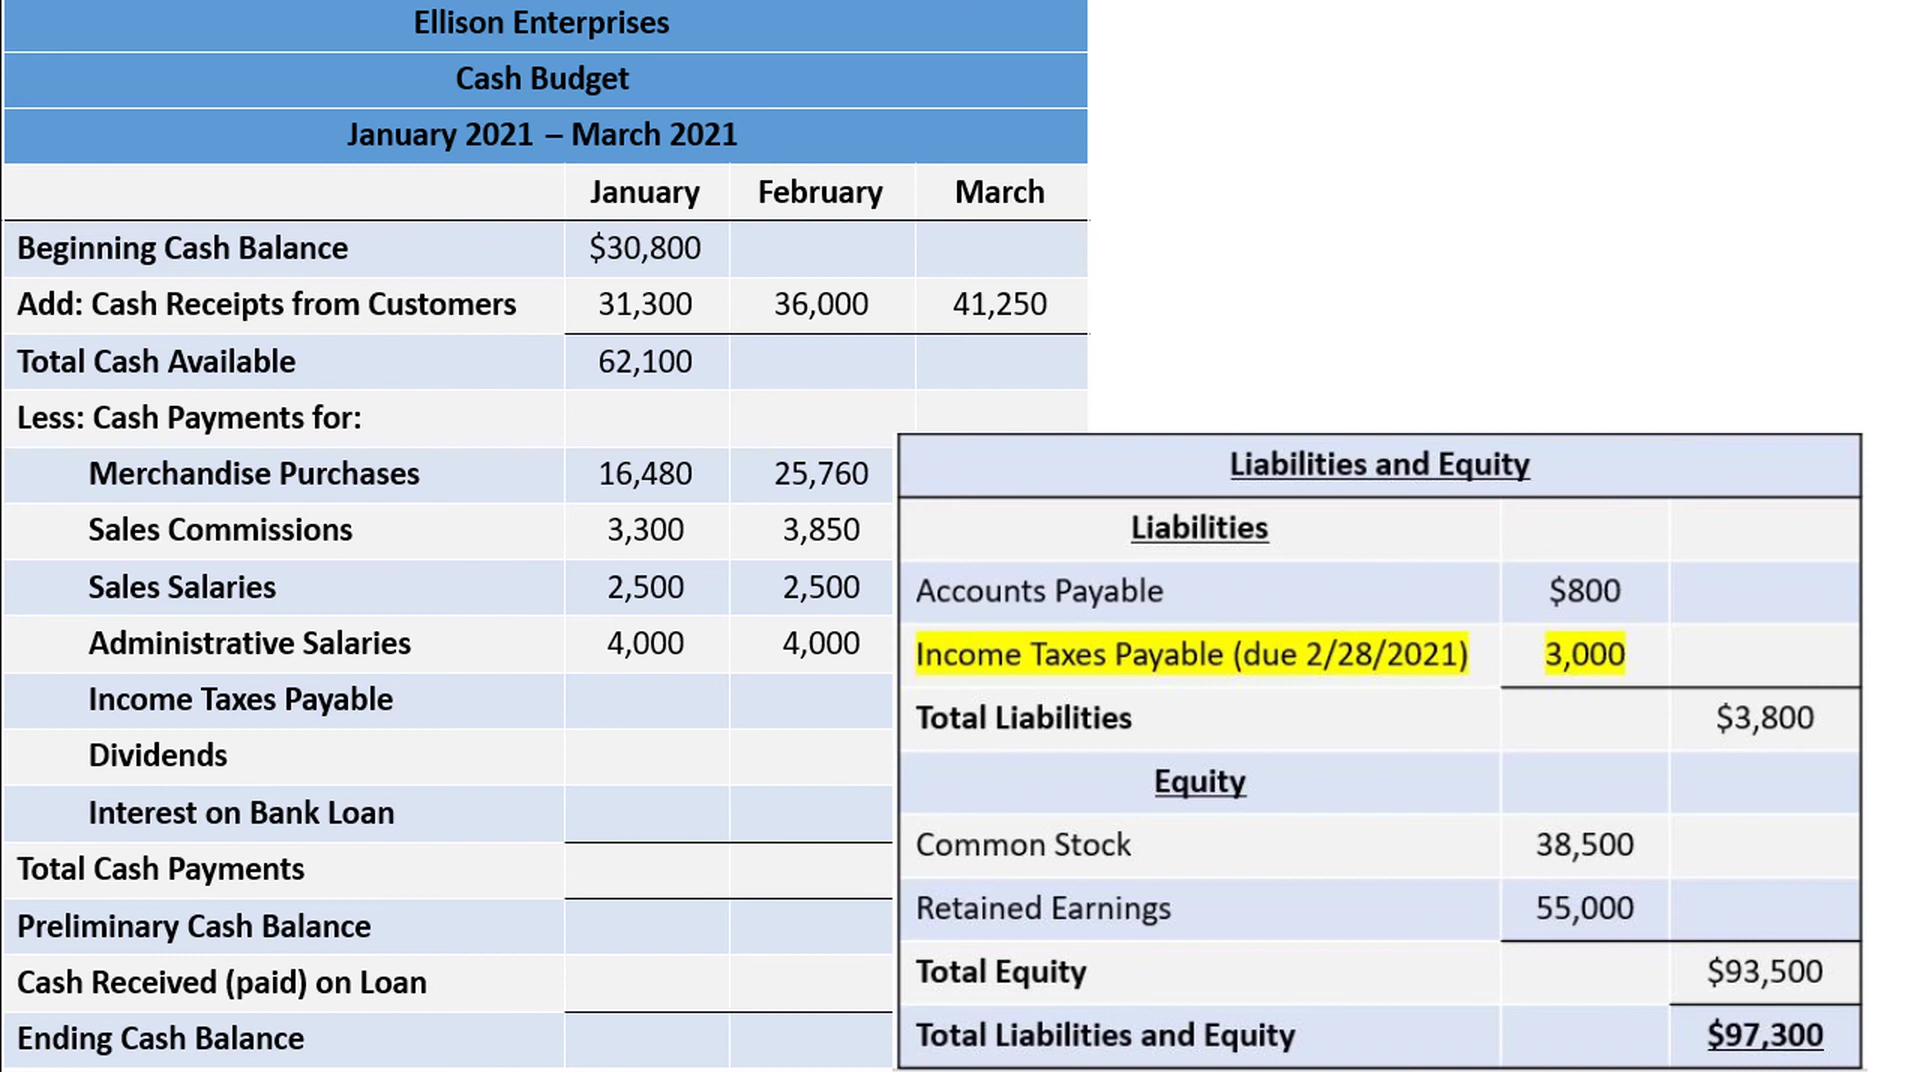 Ellison Enterprises
Cash Budget
January 2021 – March 2021
January February March
Beginning Cash Balance $30,800
Add: Cash Receipts from Customers 31,300 36,000 41,250
Total Cash Available 62,100
Less: Cash Payments for:
Merchandise Purchases 16,480 25,760
Sales Commissions 3,300 3,850
Sales Salaries 2,500 2,500
Administrative Salaries 4,000 4,000
Income Taxes Payable
Dividends
Interest on Bank Loan
Total Cash Payments
Preliminary Cash Balance
Cash Received (paid) on Loan
Ending Cash Balance
Liabilities and Equity
Liabilities
Accounts Payable $800
Income Taxes Payable (due 2/28/2021) 3,000
Total Liabilities $3,800
Equity
Common Stock 38,500
Retained Earnings 55,000
Total Equity $93,500
Total Liabilities and Equity $97,300